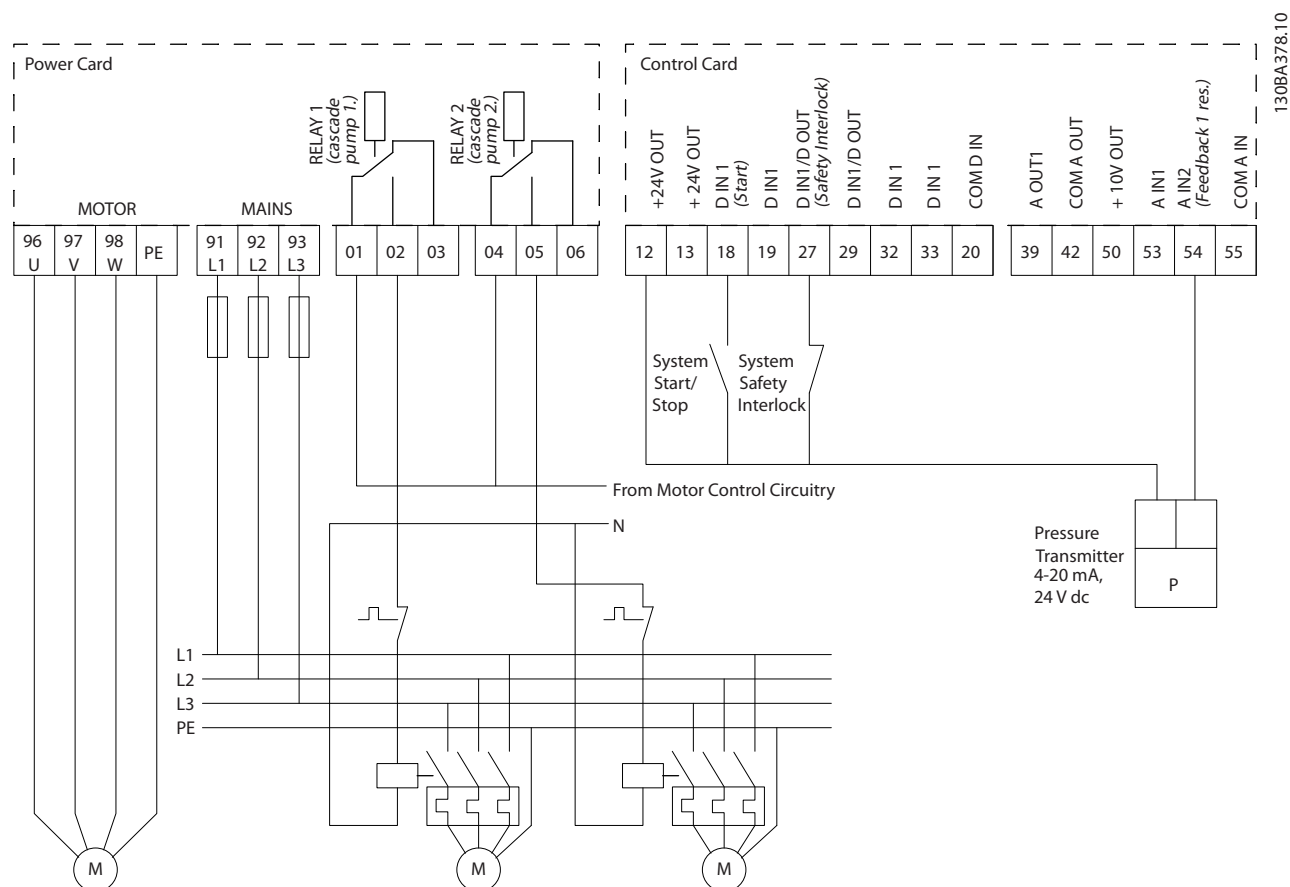 130BA378.10
Power Card
Control Card
RELAY 1
(cascade
pump 1.)
RELAY 2
(cascade
pump 2.)
+24V OUT
+ 24V OUT
D IN 1
(Start)
D IN1
D IN1/D OUT
(Safety Interlock)
D IN1/D OUT
D IN 1
D IN 1
COM D IN
A OUT1
COM A OUT
+ 10V OUT
A IN1
A IN2
(Feedback 1 res.)
COM A IN
MOTOR
MAINS
96 97 98 PE 91 92 93 01 02 03 04 05 06 12 13 18 19 27 29 32 33 20 39 42 50 53 54 55
U V W L1 L2 L3
System
Start/
Stop
System
Safety
Interlock
From Motor Control Circuitry
N
Pressure
Transmitter
4-20 mA,
24 V dc
P
L1
L2
L3
PE
M M M